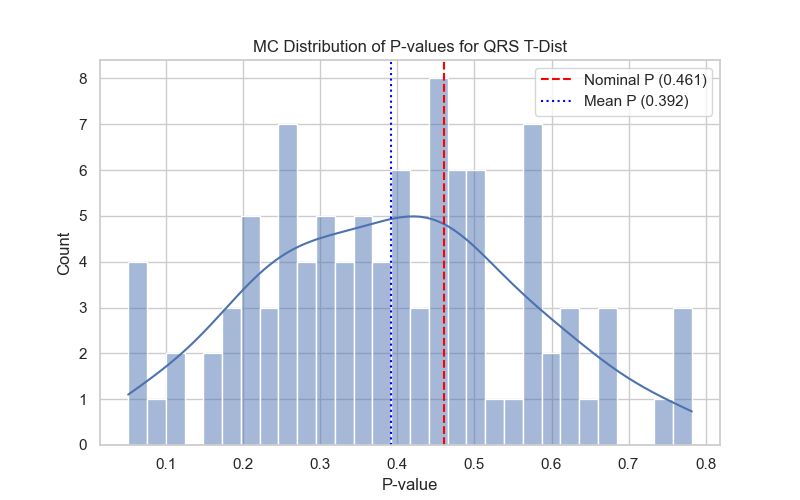 MC Distribution of P-values for QRS T-Dist
Nominal P (0.461)
Mean P (0.392)
Count
8
7
6
5
4
3
2
1
0
0.1 0.2 0.3 0.4 0.5 0.6 0.7 0.8
P-value